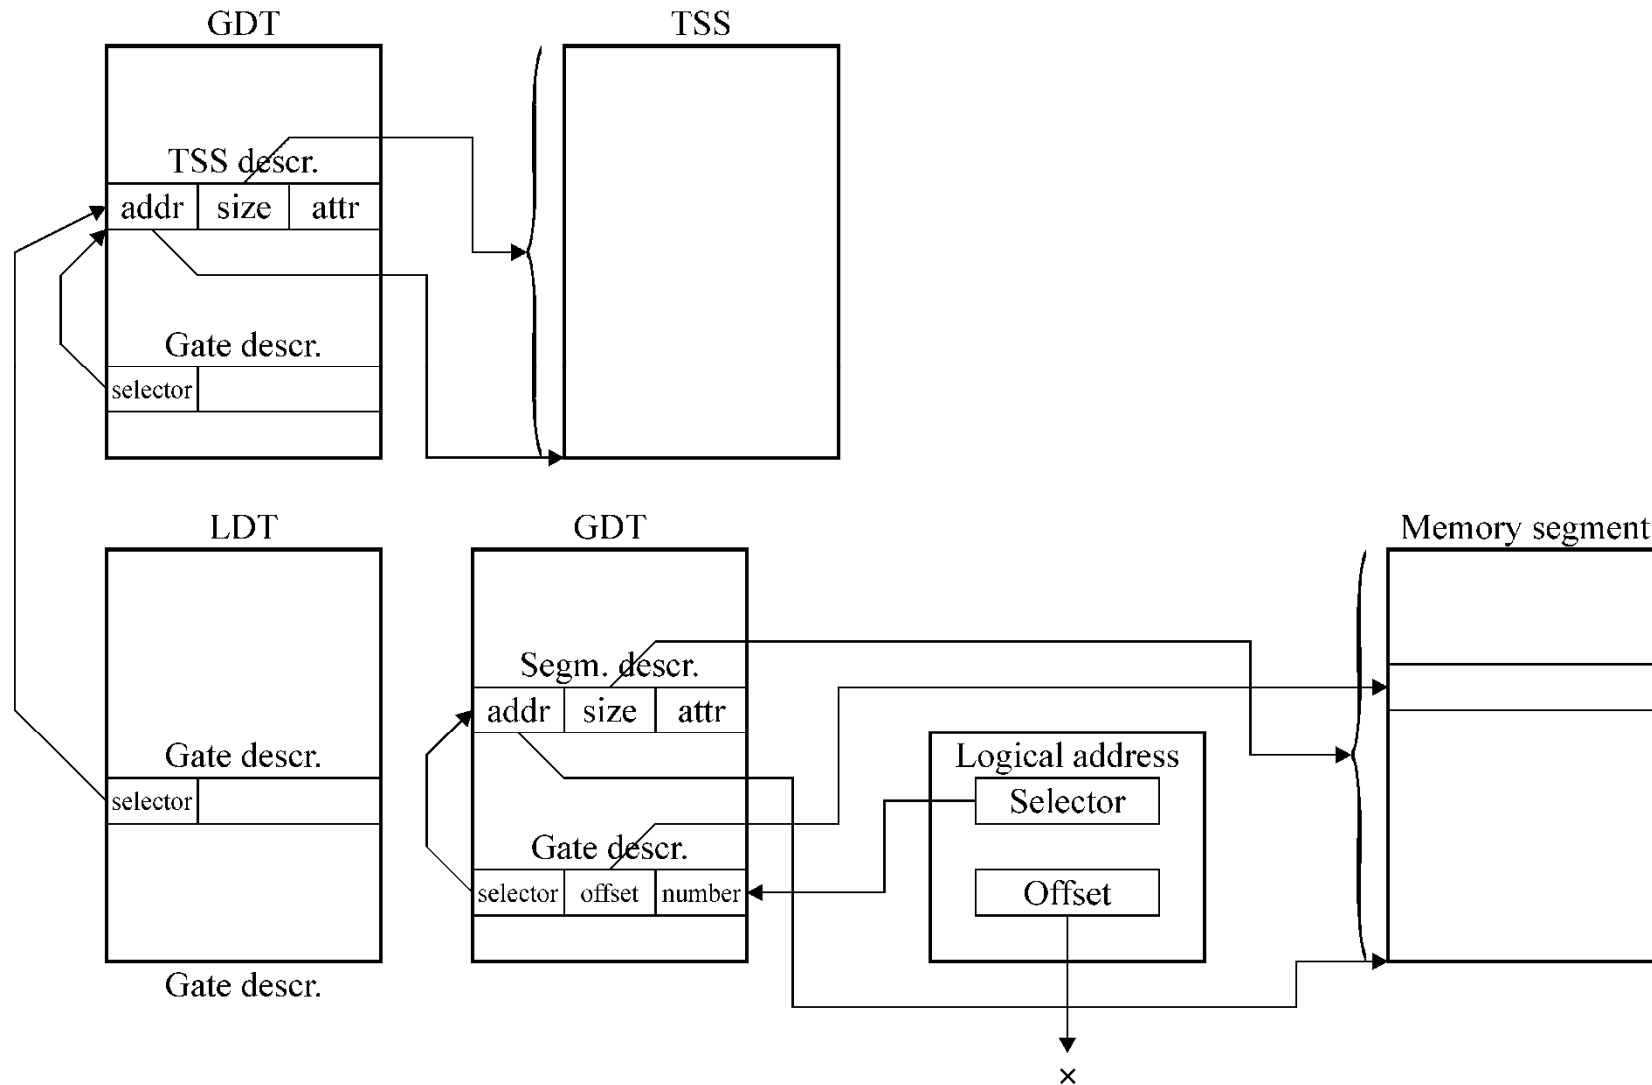 GDT
TSS
TSS descr.
addr size attr
Gate descr.
selector
LDT
GDT
Memory segment
Segm. descr.
addr size attr
Gate descr.
selector
Logical address
Selector
Gate descr.
selector offset number
Offset
Gate descr.
×